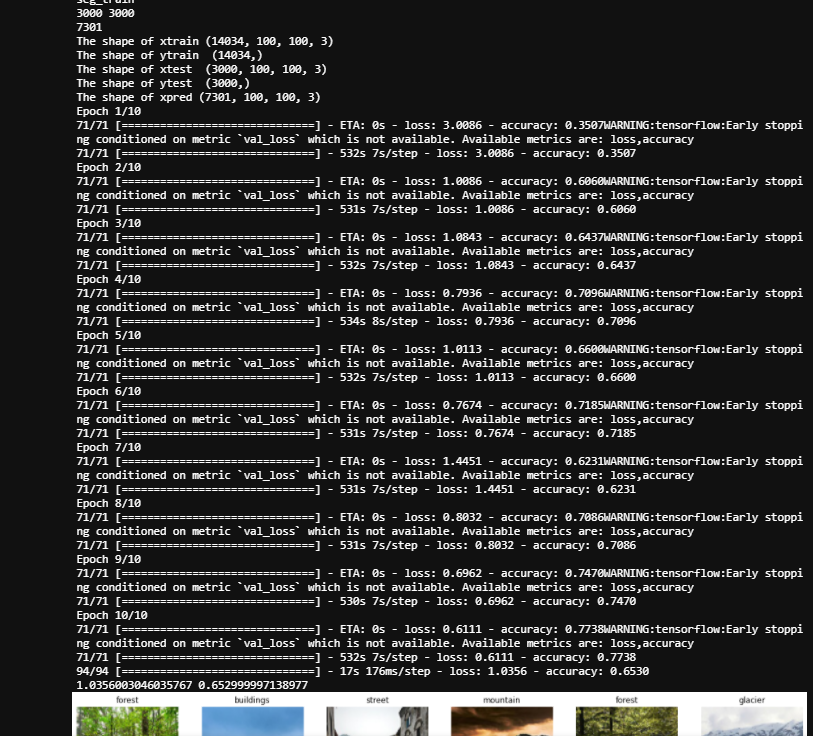 seg_train
3000 3000
7301
The shape of xtrain (14034, 100, 100, 3)
The shape of ytrain  (14034,)
The shape of xtest  (3000, 100, 100, 3)
The shape of ytest  (3000,)
The shape of xpred (7301, 100, 100, 3)
Epoch 1/10
71/71 [==============================] - ETA: 0s - loss: 3.0086 - accuracy: 0.3507WARNING:tensorflow:Early stoppi
ng conditioned on metric `val_loss` which is not available. Available metrics are: loss,accuracy
71/71 [==============================] - 532s 7s/step - loss: 3.0086 - accuracy: 0.3507
Epoch 2/10
71/71 [==============================] - ETA: 0s - loss: 1.0086 - accuracy: 0.6060WARNING:tensorflow:Early stoppi
ng conditioned on metric `val_loss` which is not available. Available metrics are: loss,accuracy
71/71 [==============================] - 531s 7s/step - loss: 1.0086 - accuracy: 0.6060
Epoch 3/10
71/71 [==============================] - ETA: 0s - loss: 1.0843 - accuracy: 0.6437WARNING:tensorflow:Early stoppi
ng conditioned on metric `val_loss` which is not available. Available metrics are: loss,accuracy
71/71 [==============================] - 532s 7s/step - loss: 1.0843 - accuracy: 0.6437
Epoch 4/10
71/71 [==============================] - ETA: 0s - loss: 0.7936 - accuracy: 0.7096WARNING:tensorflow:Early stoppi
ng conditioned on metric `val_loss` which is not available. Available metrics are: loss,accuracy
71/71 [==============================] - 534s 8s/step - loss: 0.7936 - accuracy: 0.7096
Epoch 5/10
71/71 [==============================] - ETA: 0s - loss: 1.0113 - accuracy: 0.6600WARNING:tensorflow:Early stoppi
ng conditioned on metric `val_loss` which is not available. Available metrics are: loss,accuracy
71/71 [==============================] - 532s 7s/step - loss: 1.0113 - accuracy: 0.6600
Epoch 6/10
71/71 [==============================] - ETA: 0s - loss: 0.7674 - accuracy: 0.7185WARNING:tensorflow:Early stoppi
ng conditioned on metric `val_loss` which is not available. Available metrics are: loss,accuracy
71/71 [==============================] - 531s 7s/step - loss: 0.7674 - accuracy: 0.7185
Epoch 7/10
71/71 [==============================] - ETA: 0s - loss: 1.4451 - accuracy: 0.6231WARNING:tensorflow:Early stoppi
ng conditioned on metric `val_loss` which is not available. Available metrics are: loss,accuracy
71/71 [==============================] - 531s 7s/step - loss: 1.4451 - accuracy: 0.6231
Epoch 8/10
71/71 [==============================] - ETA: 0s - loss: 0.8032 - accuracy: 0.7086WARNING:tensorflow:Early stoppi
ng conditioned on metric `val_loss` which is not available. Available metrics are: loss,accuracy
71/71 [==============================] - 531s 7s/step - loss: 0.8032 - accuracy: 0.7086
Epoch 9/10
71/71 [==============================] - ETA: 0s - loss: 0.6962 - accuracy: 0.7470WARNING:tensorflow:Early stoppi
ng conditioned on metric `val_loss` which is not available. Available metrics are: loss,accuracy
71/71 [==============================] - 530s 7s/step - loss: 0.6962 - accuracy: 0.7470
Epoch 10/10
71/71 [==============================] - ETA: 0s - loss: 0.6111 - accuracy: 0.7738WARNING:tensorflow:Early stoppi
ng conditioned on metric `val_loss` which is not available. Available metrics are: loss,accuracy
71/71 [==============================] - 532s 7s/step - loss: 0.6111 - accuracy: 0.7738
94/94 [==============================] - 17s 176ms/step - loss: 1.0356 - accuracy: 0.6530
1.0356003046035767 0.652999997138977
forest buildings street mountain forest glacier